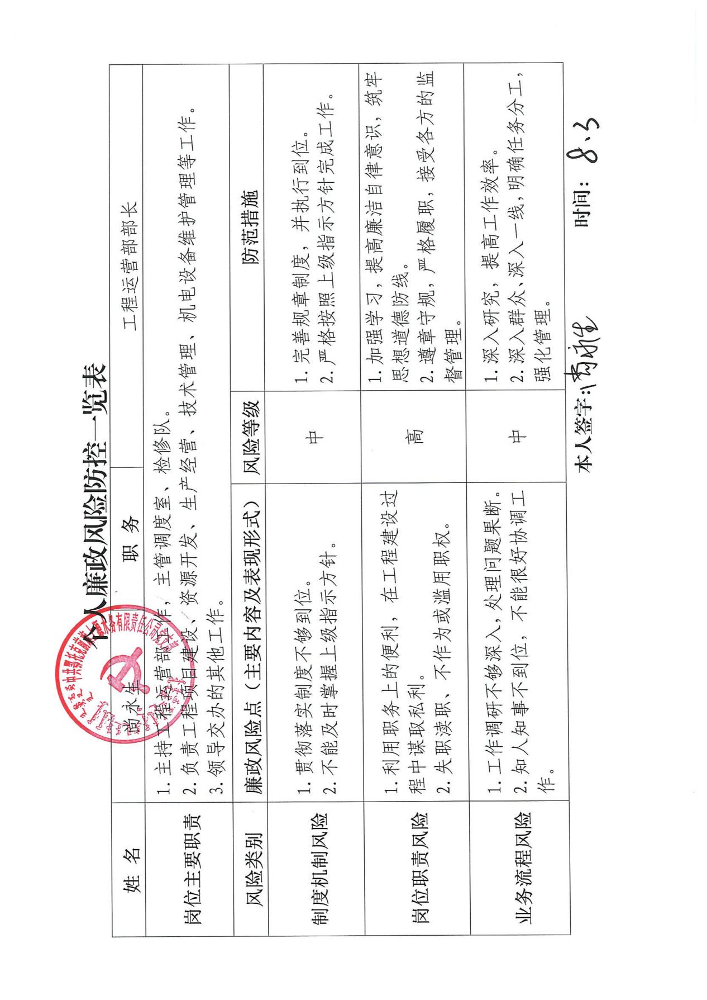 个人廉政风险防控一览表
姓 名 尚永生 职 务 工程运营部部长
岗位主要职责
1. 主持工程运营部工作，主管调度室、检修队。
2. 负责工程项目建设、资源开发、生产经营、技术管理、机电设备维护管理等工作。
3. 领导交办的其他工作。
风险类别 廉政风险点（主要内容及表现形式） 风险等级 防范措施
制度机制风险
1. 贯彻落实制度不够到位。
2. 不能及时掌握上级指示方针。
中
1. 完善规章制度，并执行到位。
2. 严格按照上级指示方针完成工作。
岗位职责风险
1. 利用职务上的便利，在工程建设过
程中谋取私利。
2. 失职渎职、不作为或滥用职权。
高
1. 加强学习，提高廉洁自律意识，筑牢
思想道德防线。
2. 遵章守规，严格履职，接受各方的监
督管理。
业务流程风险
1. 工作调研不够深入，处理问题果断。
2. 知人知事不到位，不能很好协调工
作。
中
1. 深入研究，提高工作效率。
2. 深入群众、深入一线，明确任务分工，
强化管理。
本人签字：尚永生 时间：8.3